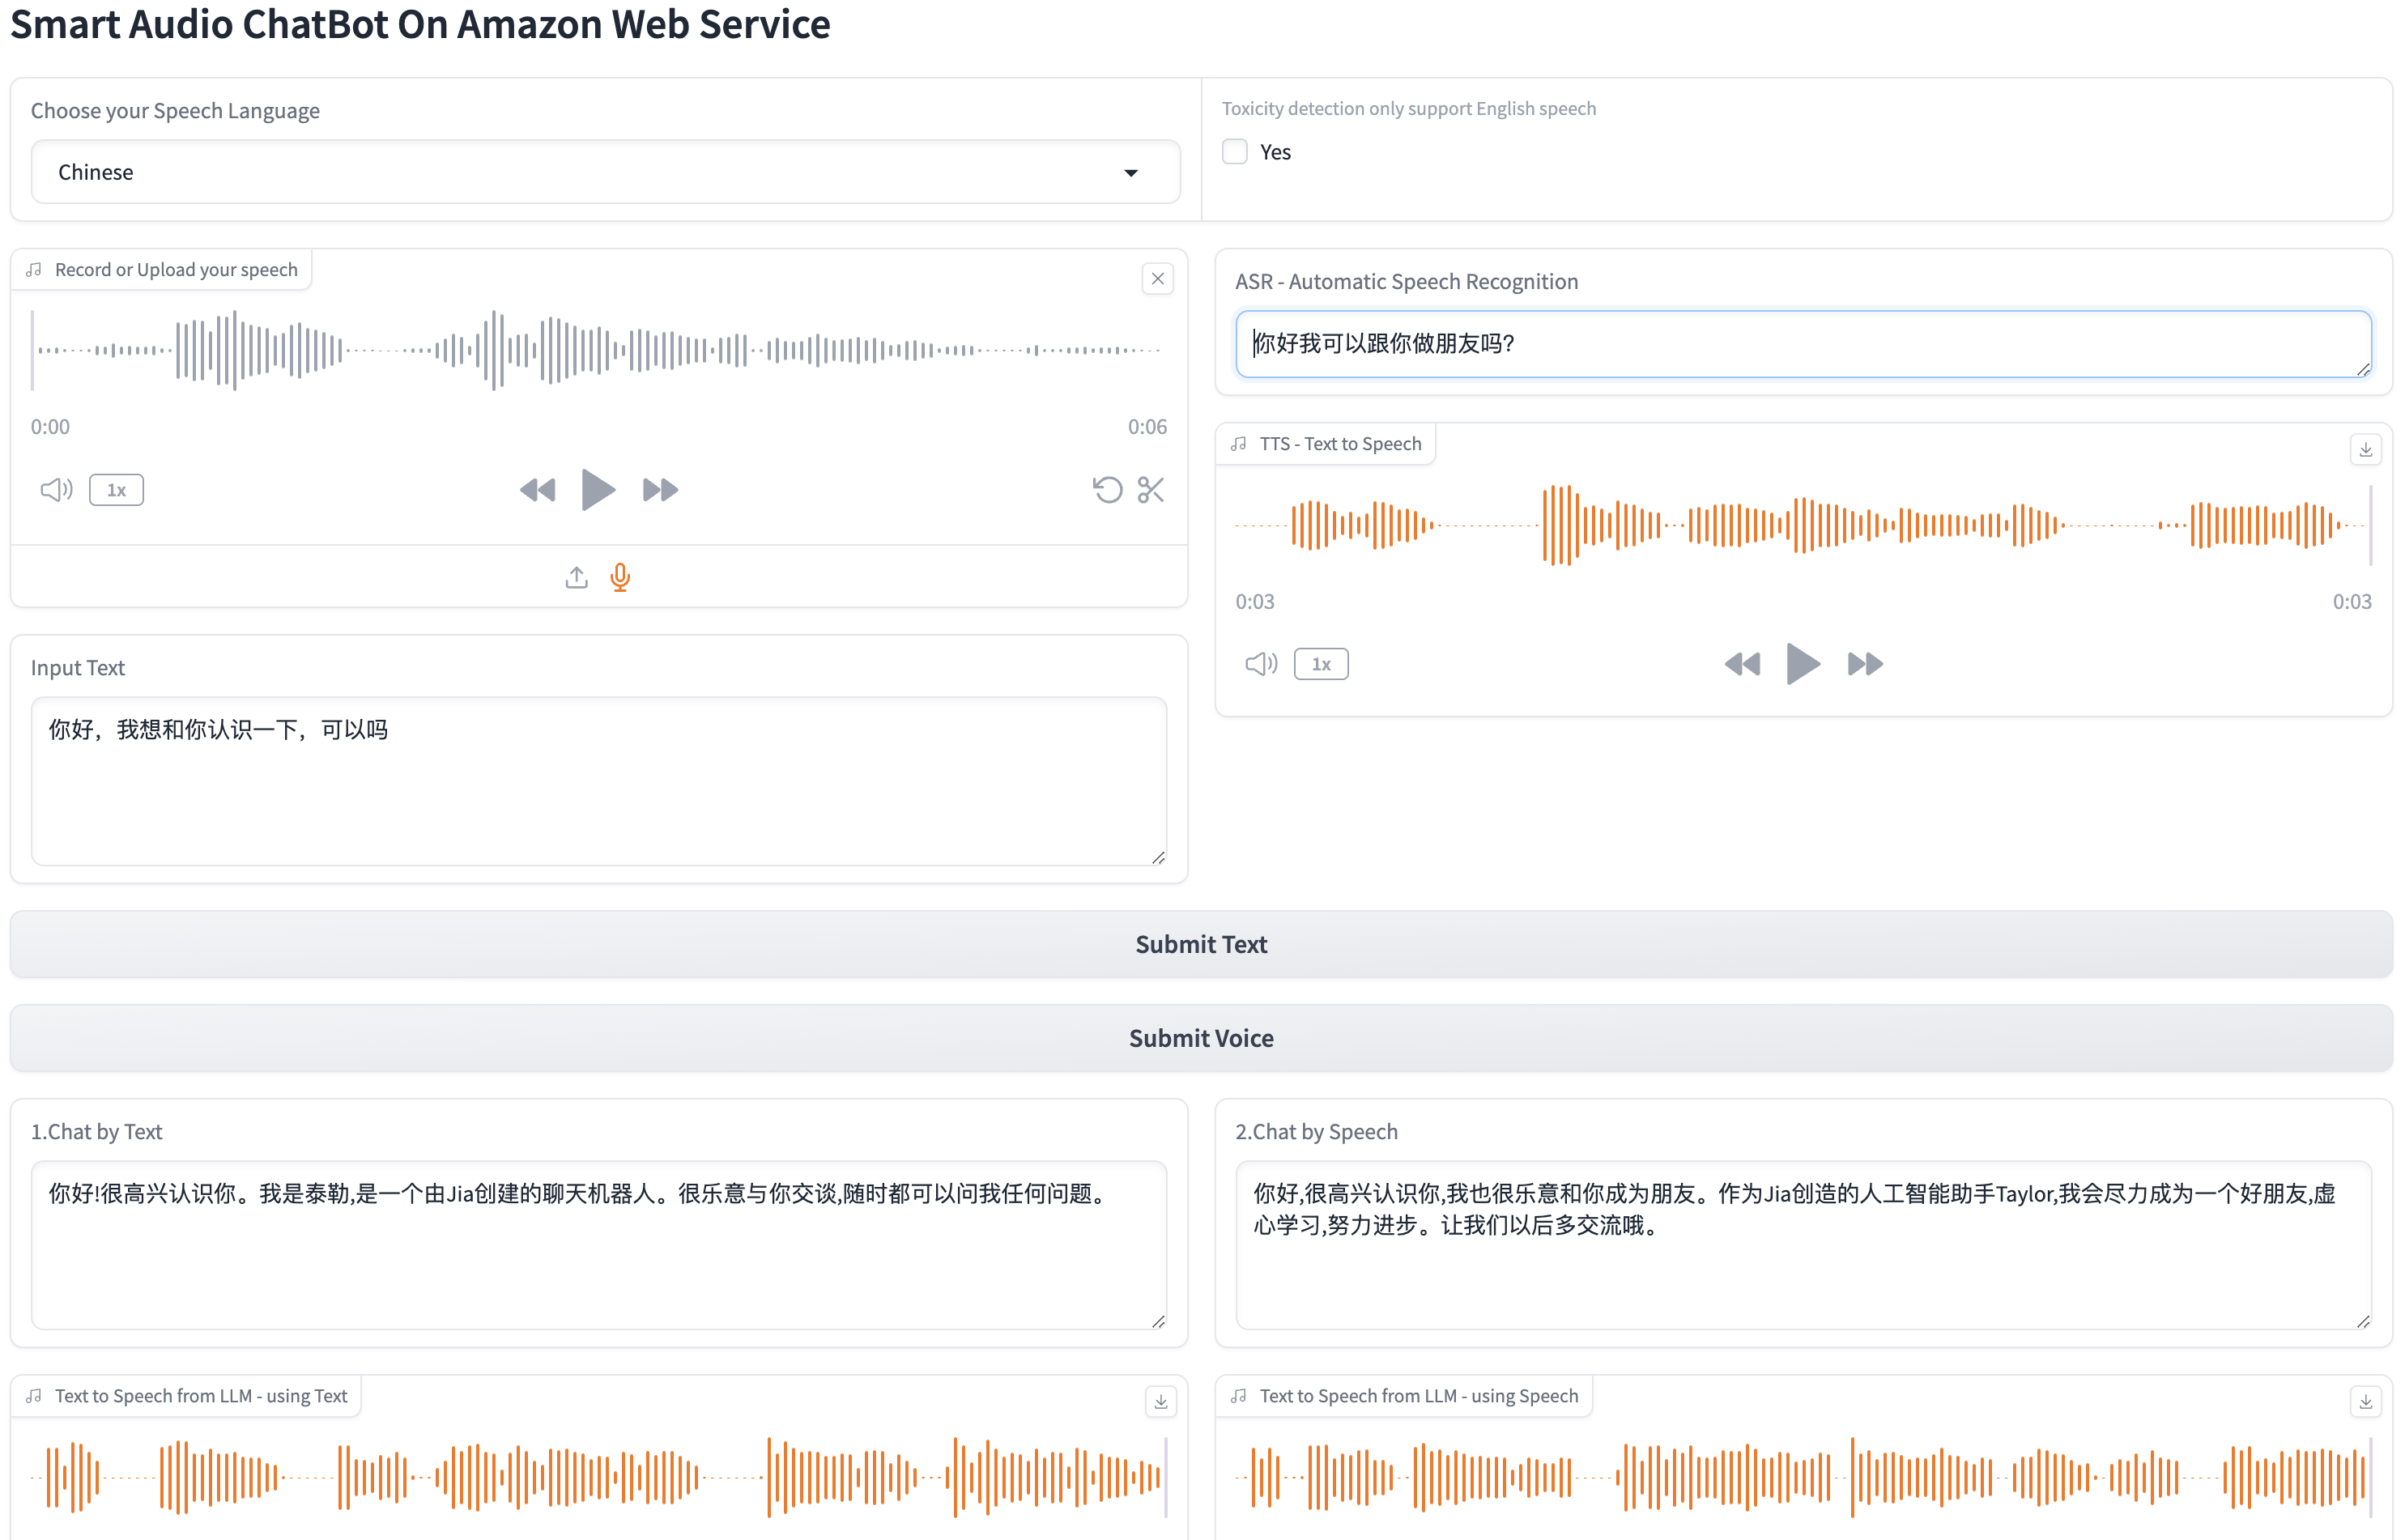 Smart Audio ChatBot On Amazon Web Service
Choose your Speech Language
Chinese
Toxicity detection only support English speech
Yes
Record or Upload your speech
0:00
0:06
1x
ASR - Automatic Speech Recognition
你好我可以跟你做朋友吗?
TTS - Text to Speech
0:03
0:03
1x
Input Text
你好，我想和你认识一下，可以吗
Submit Text
Submit Voice
1.Chat by Text
你好!很高兴认识你。我是泰勒,是一个由Jia创建的聊天机器人。很乐意与你交谈,随时都可以问我任何问题。
2.Chat by Speech
你好,很高兴认识你,我也很乐意和你成为朋友。作为Jia创造的人工智能助手Taylor,我会尽力成为一个好朋友,虚
心学习,努力进步。让我们以后多交流哦。
Text to Speech from LLM - using Text
Text to Speech from LLM - using Speech